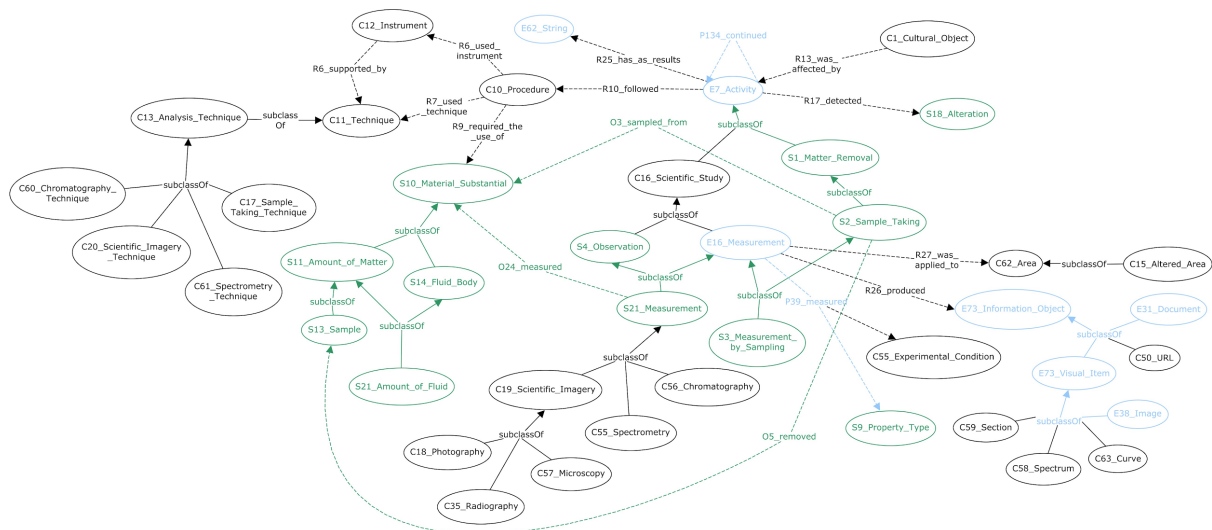 C12_Instrument
E62_String
P134_continued
C1_Cultural_Object
R6_used_
instrument
R25_has_as_results
R13_was_
affected_by
R6_supported_by
C10_Procedure
R10_followed
E7_Activity
R17_detected
R7_used
_technique
C13_Analysis_Technique
subclass
Of
C11_Technique
S18_Alteration
O3_sampled_from
subclassOf
R9_required_the
_use_of
S1_Matter_Removal
C60_Chromatography_
Technique
subclassOf
S10_Material_Substantial
C16_Scientific_Study
subclassOf
C17_Sample_
Taking_Technique
subclassOf
S2_Sample_Taking
C20_Scientific_Imagery
_Technique
subclassOf
S4_Observation
E16_Measurement
R27_was_
applied_to
C62_Area
subclassOf
C15_Altered_Area
S11_Amount_of_Matter
O24_measured
C61_Spectrometry
_Technique
S14_Fluid_Body
subclassOf
subclassOf
R26_produced
subclassOf
P39_measured
S21_Measurement
E73_Information_Object
E31_Document
S13_Sample
subclassOf
S3_Measurement_
by_Sampling
subclassOf
subclassOf
C55_Experimental_Condition
C50_URL
S21_Amount_of_Fluid
C19_Scientific_Imagery
C56_Chromatography
E73_Visual_Item
subclassOf
C55_Spectrometry
S9_Property_Type
C59_Section
subclassOf
E38_Image
C18_Photography
O5_removed
C57_Microscopy
C58_Spectrum
C63_Curve
C35_Radiography